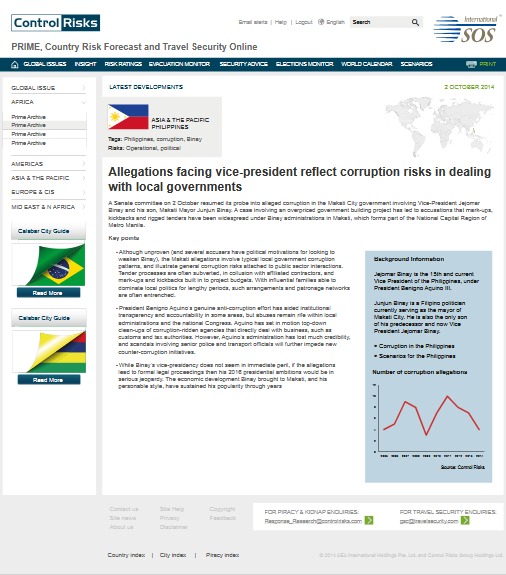 Control Risks
Email alerts | Help | Logout English Search
International
SOS
PRIME, Country Risk Forecast and Travel Security Online
GLOBAL ISSUES INSIGHT RISK RATINGS EVACUATION MONITOR SECURITY ADVICE ELECTIONS MONITOR WORLD CALENDAR SCENARIOS PRINT
GLOBAL ISSUE
AFRICA
Prime Archive
Prime Archive
Prime Archive
Prime Archive
AMERICAS
ASIA & THE PACIFIC
EUROPE & CIS
MID EAST & N AFRICA
Calabar City Guide
Read More
Calabar City Guide
Read More
LATEST DEVELOPMENTS 2 OCTOBER 2014
ASIA & THE PACIFIC
PHILIPPINES
Tags: Philippines, corruption, Binay
Risks: Operational, political
Allegations facing vice-president reflect corruption risks in dealing
with local governments
A Senate committee on 2 October resumed its probe into alleged corruption in the Makati City government involving Vice-President Jejomar
Binay and his son, Makati Mayor Junjun Binay. A case involving an overpriced government building project has led to accusations that mark-ups,
kickbacks and rigged tenders have been widespread under Binay administrations in Makati, which forms part of the National Capital Region of
Metro Manila.
Key points
- Although unproven (and several accusers have political motivations for looking to
weaken Binay), the Makati allegations involve typical local government corruption
patterns, and illustrate general corruption risks attached to public sector interactions.
Tender processes are often subverted, in collusion with affiliated contractors, and
mark-ups and kickbacks built in to project budgets. With influential families able to
dominate local politics for lengthy periods, such arrangements and patronage networks
are often entrenched.
- President Benigno Aquino's genuine anti-corruption effort has aided institutional
transparency and accountability in some areas, but abuses remain rife within local
administrations and the national Congress. Aquino has set in motion top-down
clean-ups of corruption-ridden agencies that directly deal with business, such as
customs and tax authorities. However, Aquino's administration has lost much credibility,
and scandals involving senior police and transport officials will further impede new
counter-corruption initiatives.
- While Binay's vice-presidency does not seem in immediate peril, if the allegations
lead to formal legal proceedings then his 2016 presidential ambitions would be in
serious jeopardy. The economic development Binay brought to Makati, and his
personable style, have sustained his popularity through years
Background Information
Jejomar Binay is the 15th and current
Vice President of the Philippines, under
President Benigno Aquino III.
Junjun Binay is a Filipino politician
currently serving as the mayor of
Makati City. He is also the only son
of his predecessor and now Vice
President Jejomar Binay.
Corruption in the Philippines
Scenarios for the Philippines
Number of corruption allegations
Source: Control Risks
Contact us Site Help Copyright
Site news Privacy Feedback
About us Disclaimer
FOR PIRACY & KIDNAP ENQUIRIES:
Response_Research@controlrisks.com
FOR TRAVEL SECURITY ENQUIRIES:
gsc@travelsecurity.com
Country index | City index | Piracy index